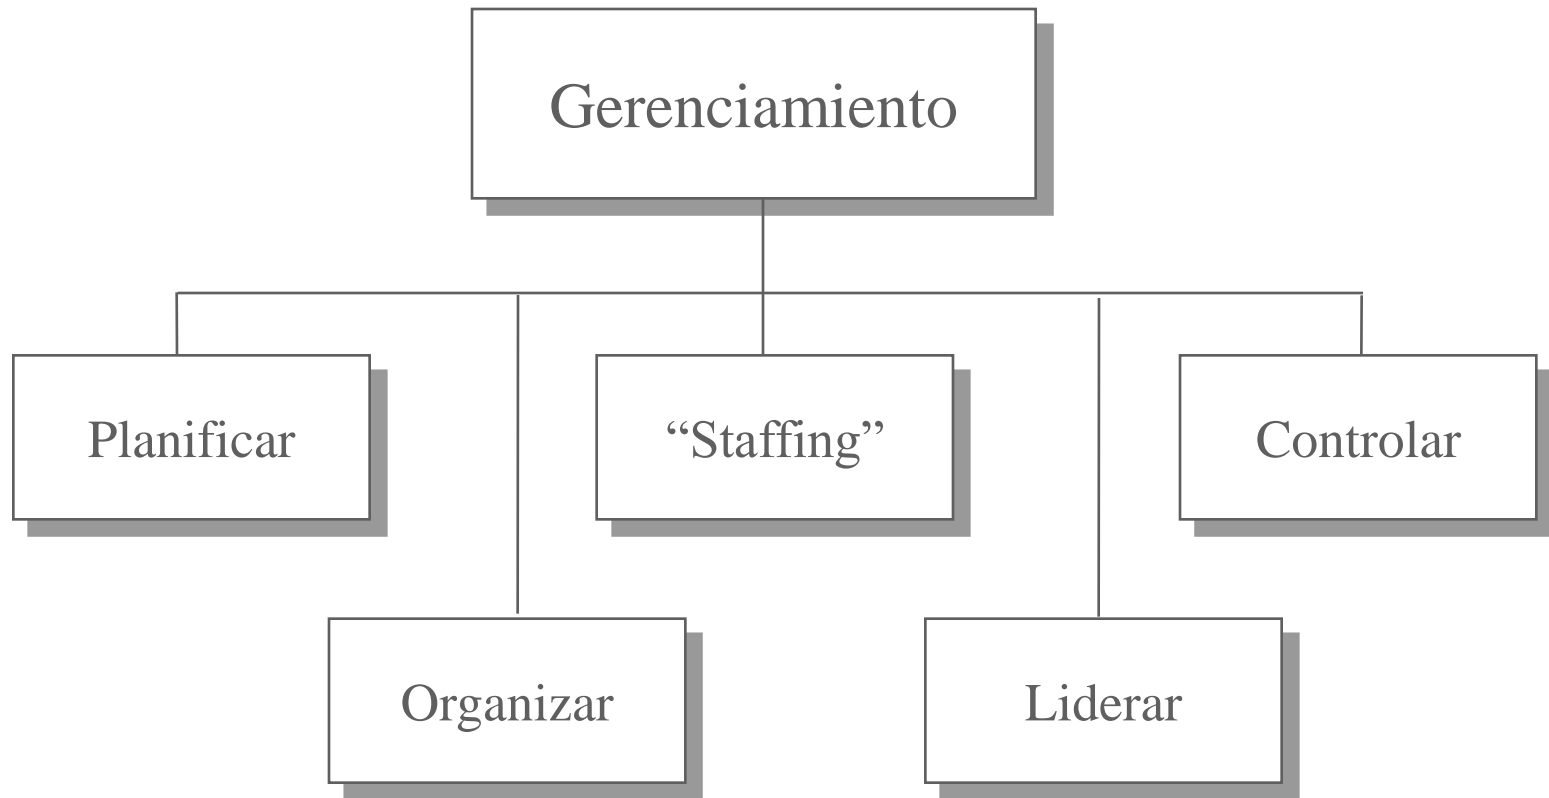 Gerenciamiento
Planificar
“Staffing”
Controlar
Organizar
Liderar